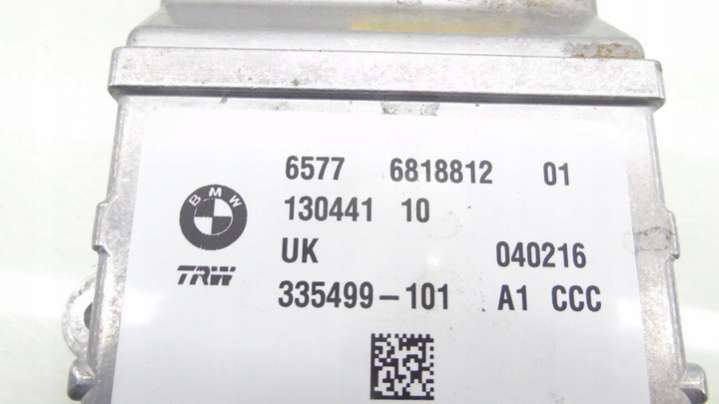 6577 6818812 01
BMW
130441 10
UK 040216
TRW
335499-101 A1 CCC